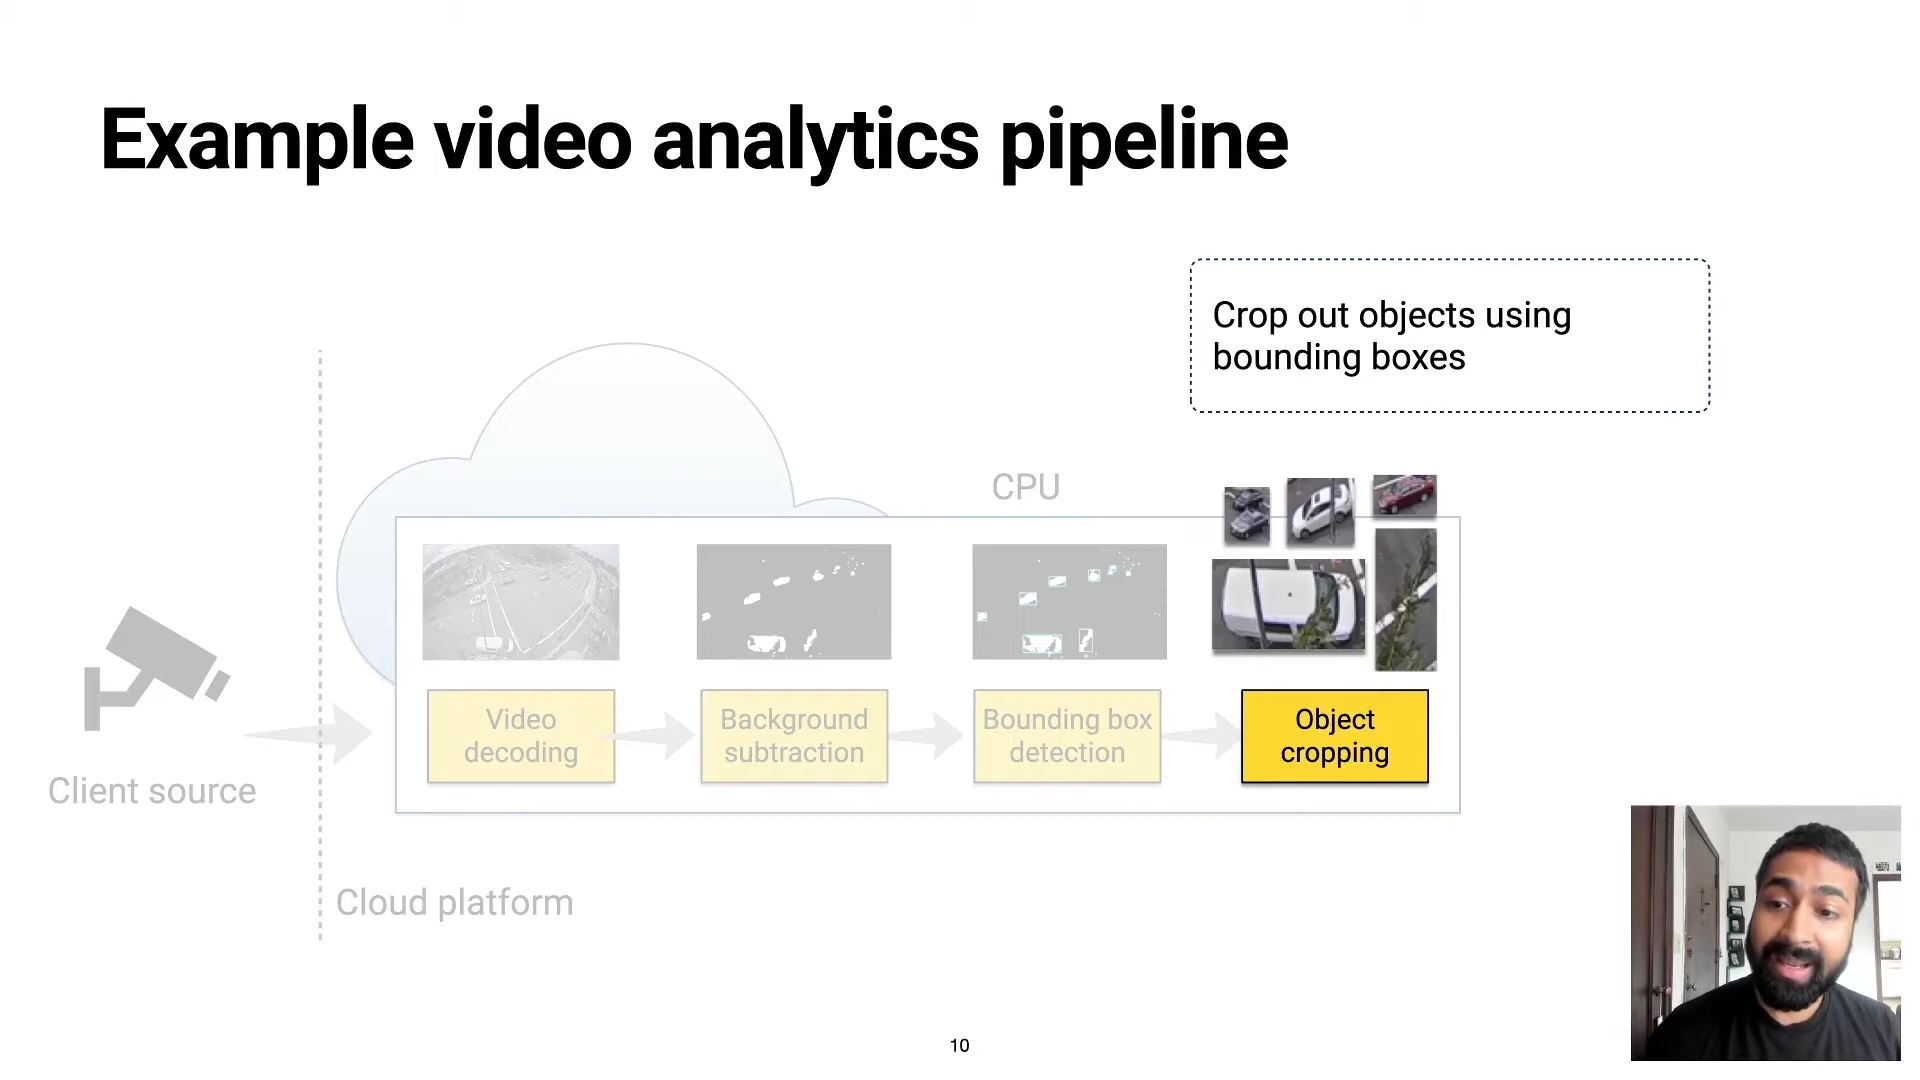 Example video analytics pipeline
Crop out objects using
bounding boxes
CPU
Video
decoding
Background
subtraction
Bounding box
detection
Object
cropping
Client source
Cloud platform
10